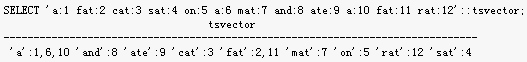 SELECT 'a:1 fat:2 cat:3 sat:4 on:5 a:6 mat:7 and:8 ate:9 a:10 fat:11 rat:12'::tsvector;
tsvector
-------------------------------------------------------------------------------
'a':1,6,10 'and':8 'ate':9 'cat':3 'fat':2,11 'mat':7 'on':5 'rat':12 'sat':4